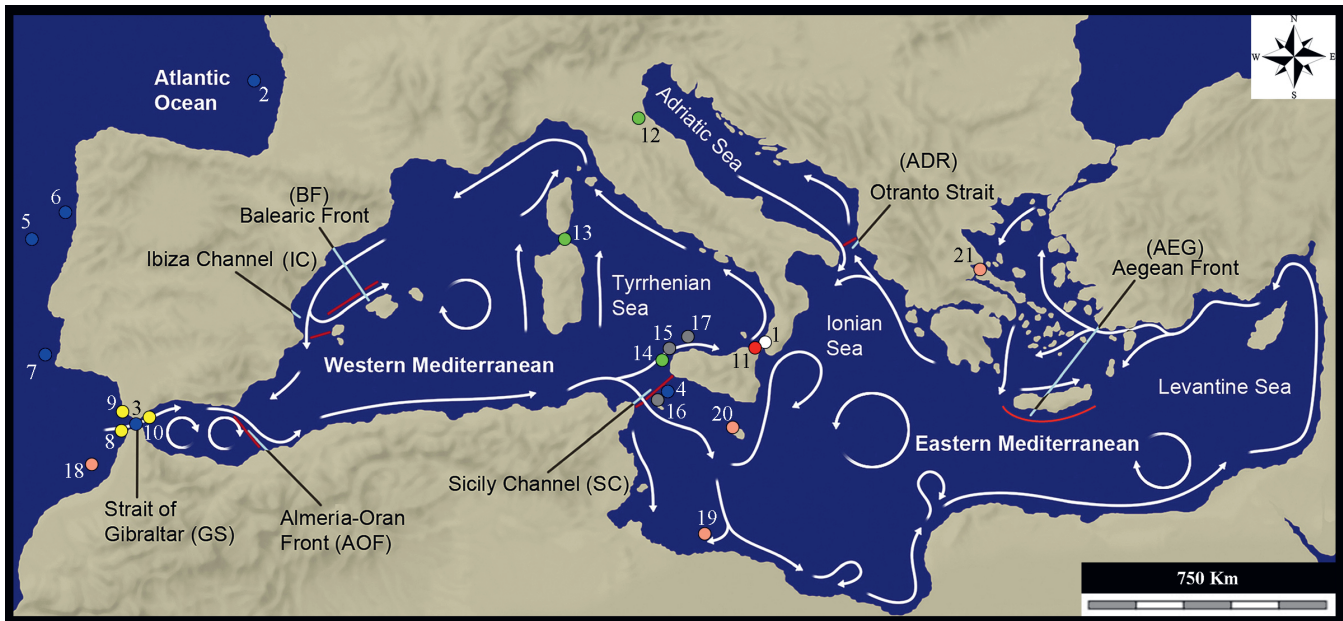 N
W E
S
Atlantic
Ocean
2
12
Adriatic Sea
(ADR)
Otranto Strait
(BF)
Balearic Front
6
5
13
Ibiza Channel (IC)
21
(AEG)
Aegean Front
Tyrrhenian
Sea
17
15
1
14
11
Ionian
Sea
7
Western Mediterranean
4
16
Levantine Sea
9
3
8
10
20
Eastern Mediterranean
18
Sicily Channel (SC)
Strait of
Gibraltar (GS)
Almeria-Oran
Front (AOF)
19
750 Km